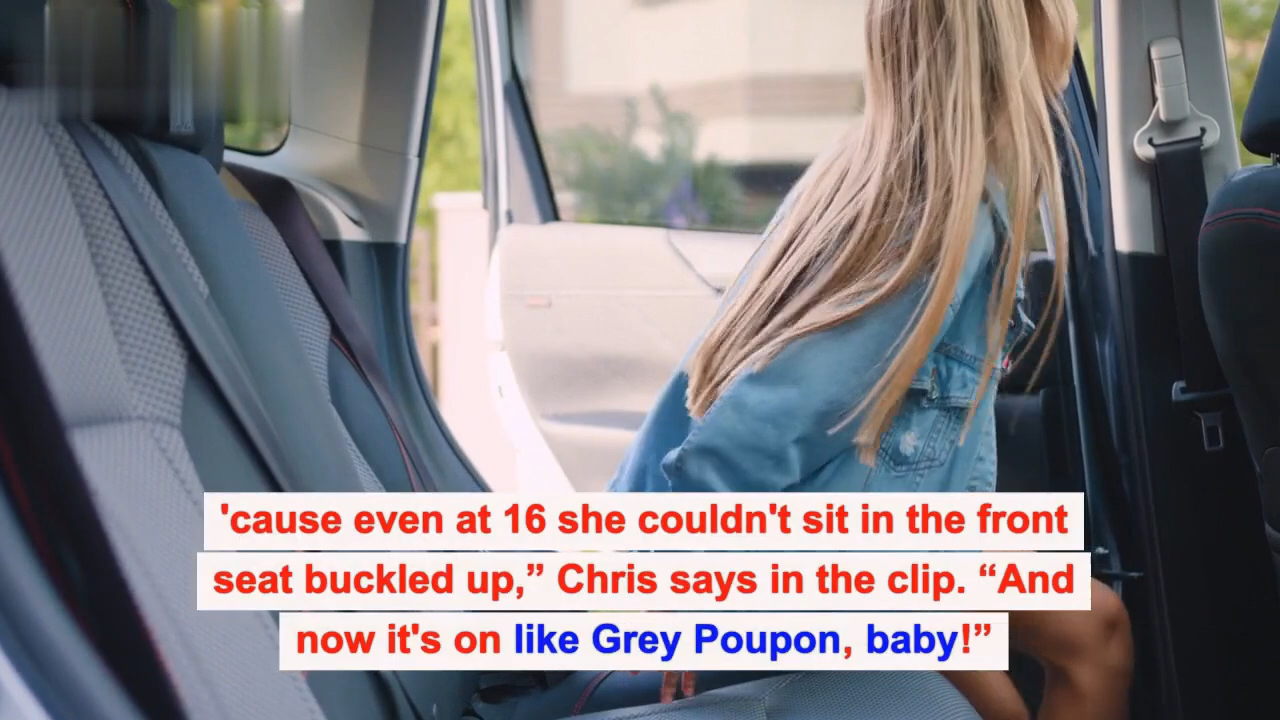 'cause even at 16 she couldn't sit in the front
seat buckled up,” Chris says in the clip. “And
now it's on like Grey Poupon, baby!”